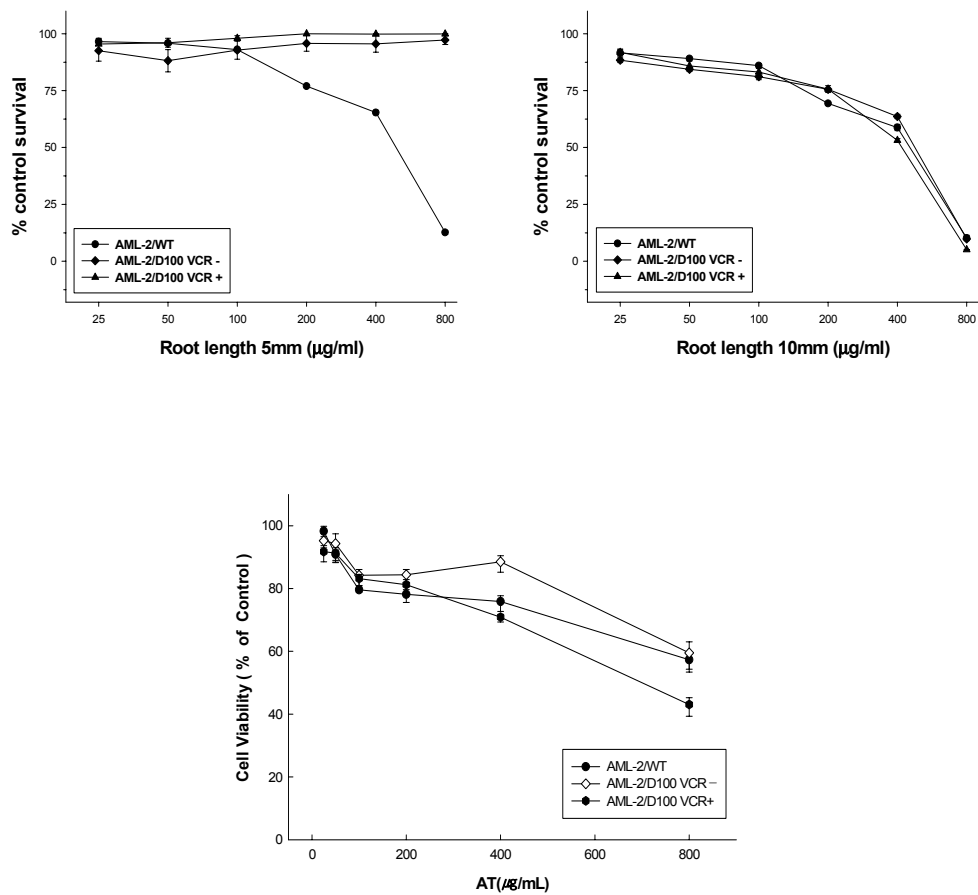 % control survival
100
75
50
25
0
AML-2/WT
AML-2/D100 VCR -
AML-2/D100 VCR +
25 50 100 200 400 800
Root length 5mm (μg/ml)
% control survival
100
75
50
25
0
AML-2/WT
AML-2/D100 VCR -
AML-2/D100 VCR +
25 50 100 200 400 800
Root length 10mm (μg/ml)
Cell Viability ( % of Control )
100
80
60
40
20
0
AML-2/WT
AML-2/D100 VCR−
AML-2/D100 VCR+
0 200 400 600 800
AT(μg/mL)